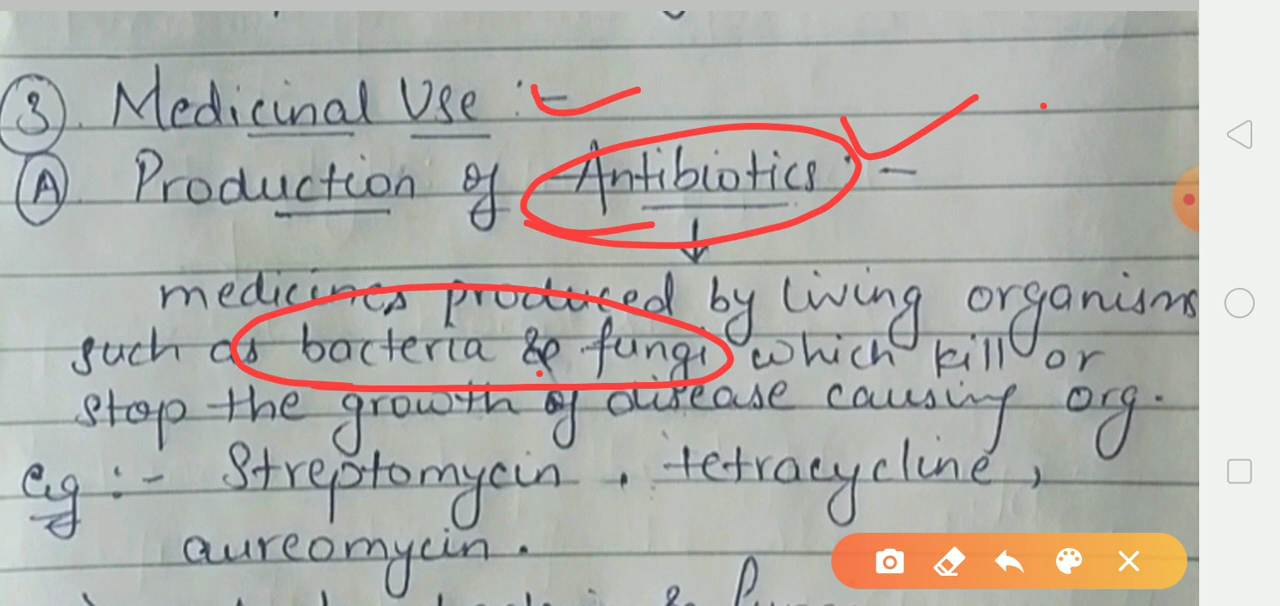 ③. Medicinal Use :-
Ⓐ Production of Antibiotics :-
↓
medicines produced by living organisms
such as bacteria & fungi which kill or
stop the growth of disease causing org.
eg :- Streptomycin, tetracycline,
aureomycin.